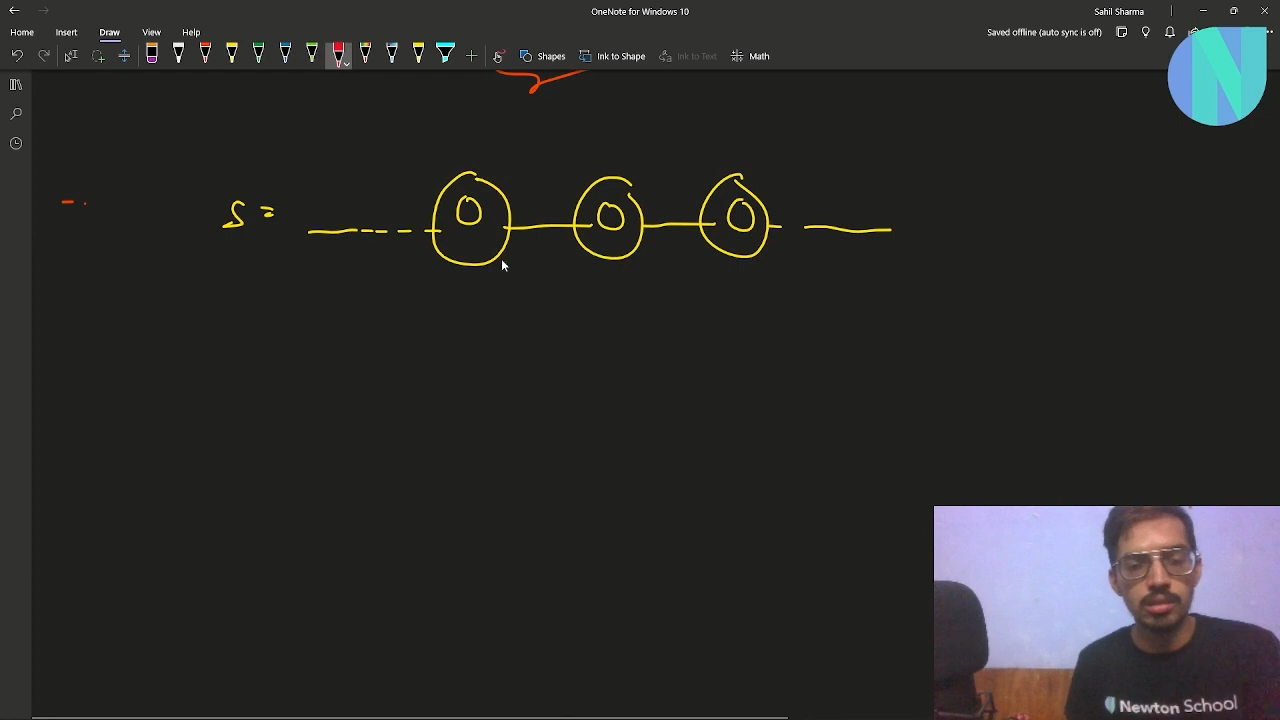 OneNote for Windows 10
Sahil Sharma
Home Insert Draw View Help
Saved offline (auto sync is off)
Shapes Ink to Shape Ink to Text Math
S = 0 0 0
Newton School